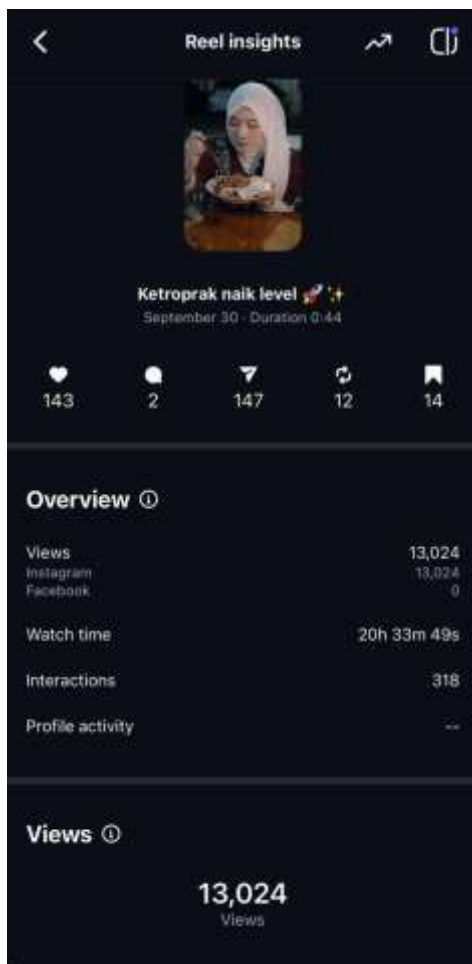 Reel insights
Ketroprak naik level 🚀✨
September 30 · Duration 0:44
143 2 147 12 14
Overview
Views 13,024
Instagram 13,024
Facebook 0
Watch time 20h 33m 49s
Interactions 318
Profile activity --
Views
13,024
Views